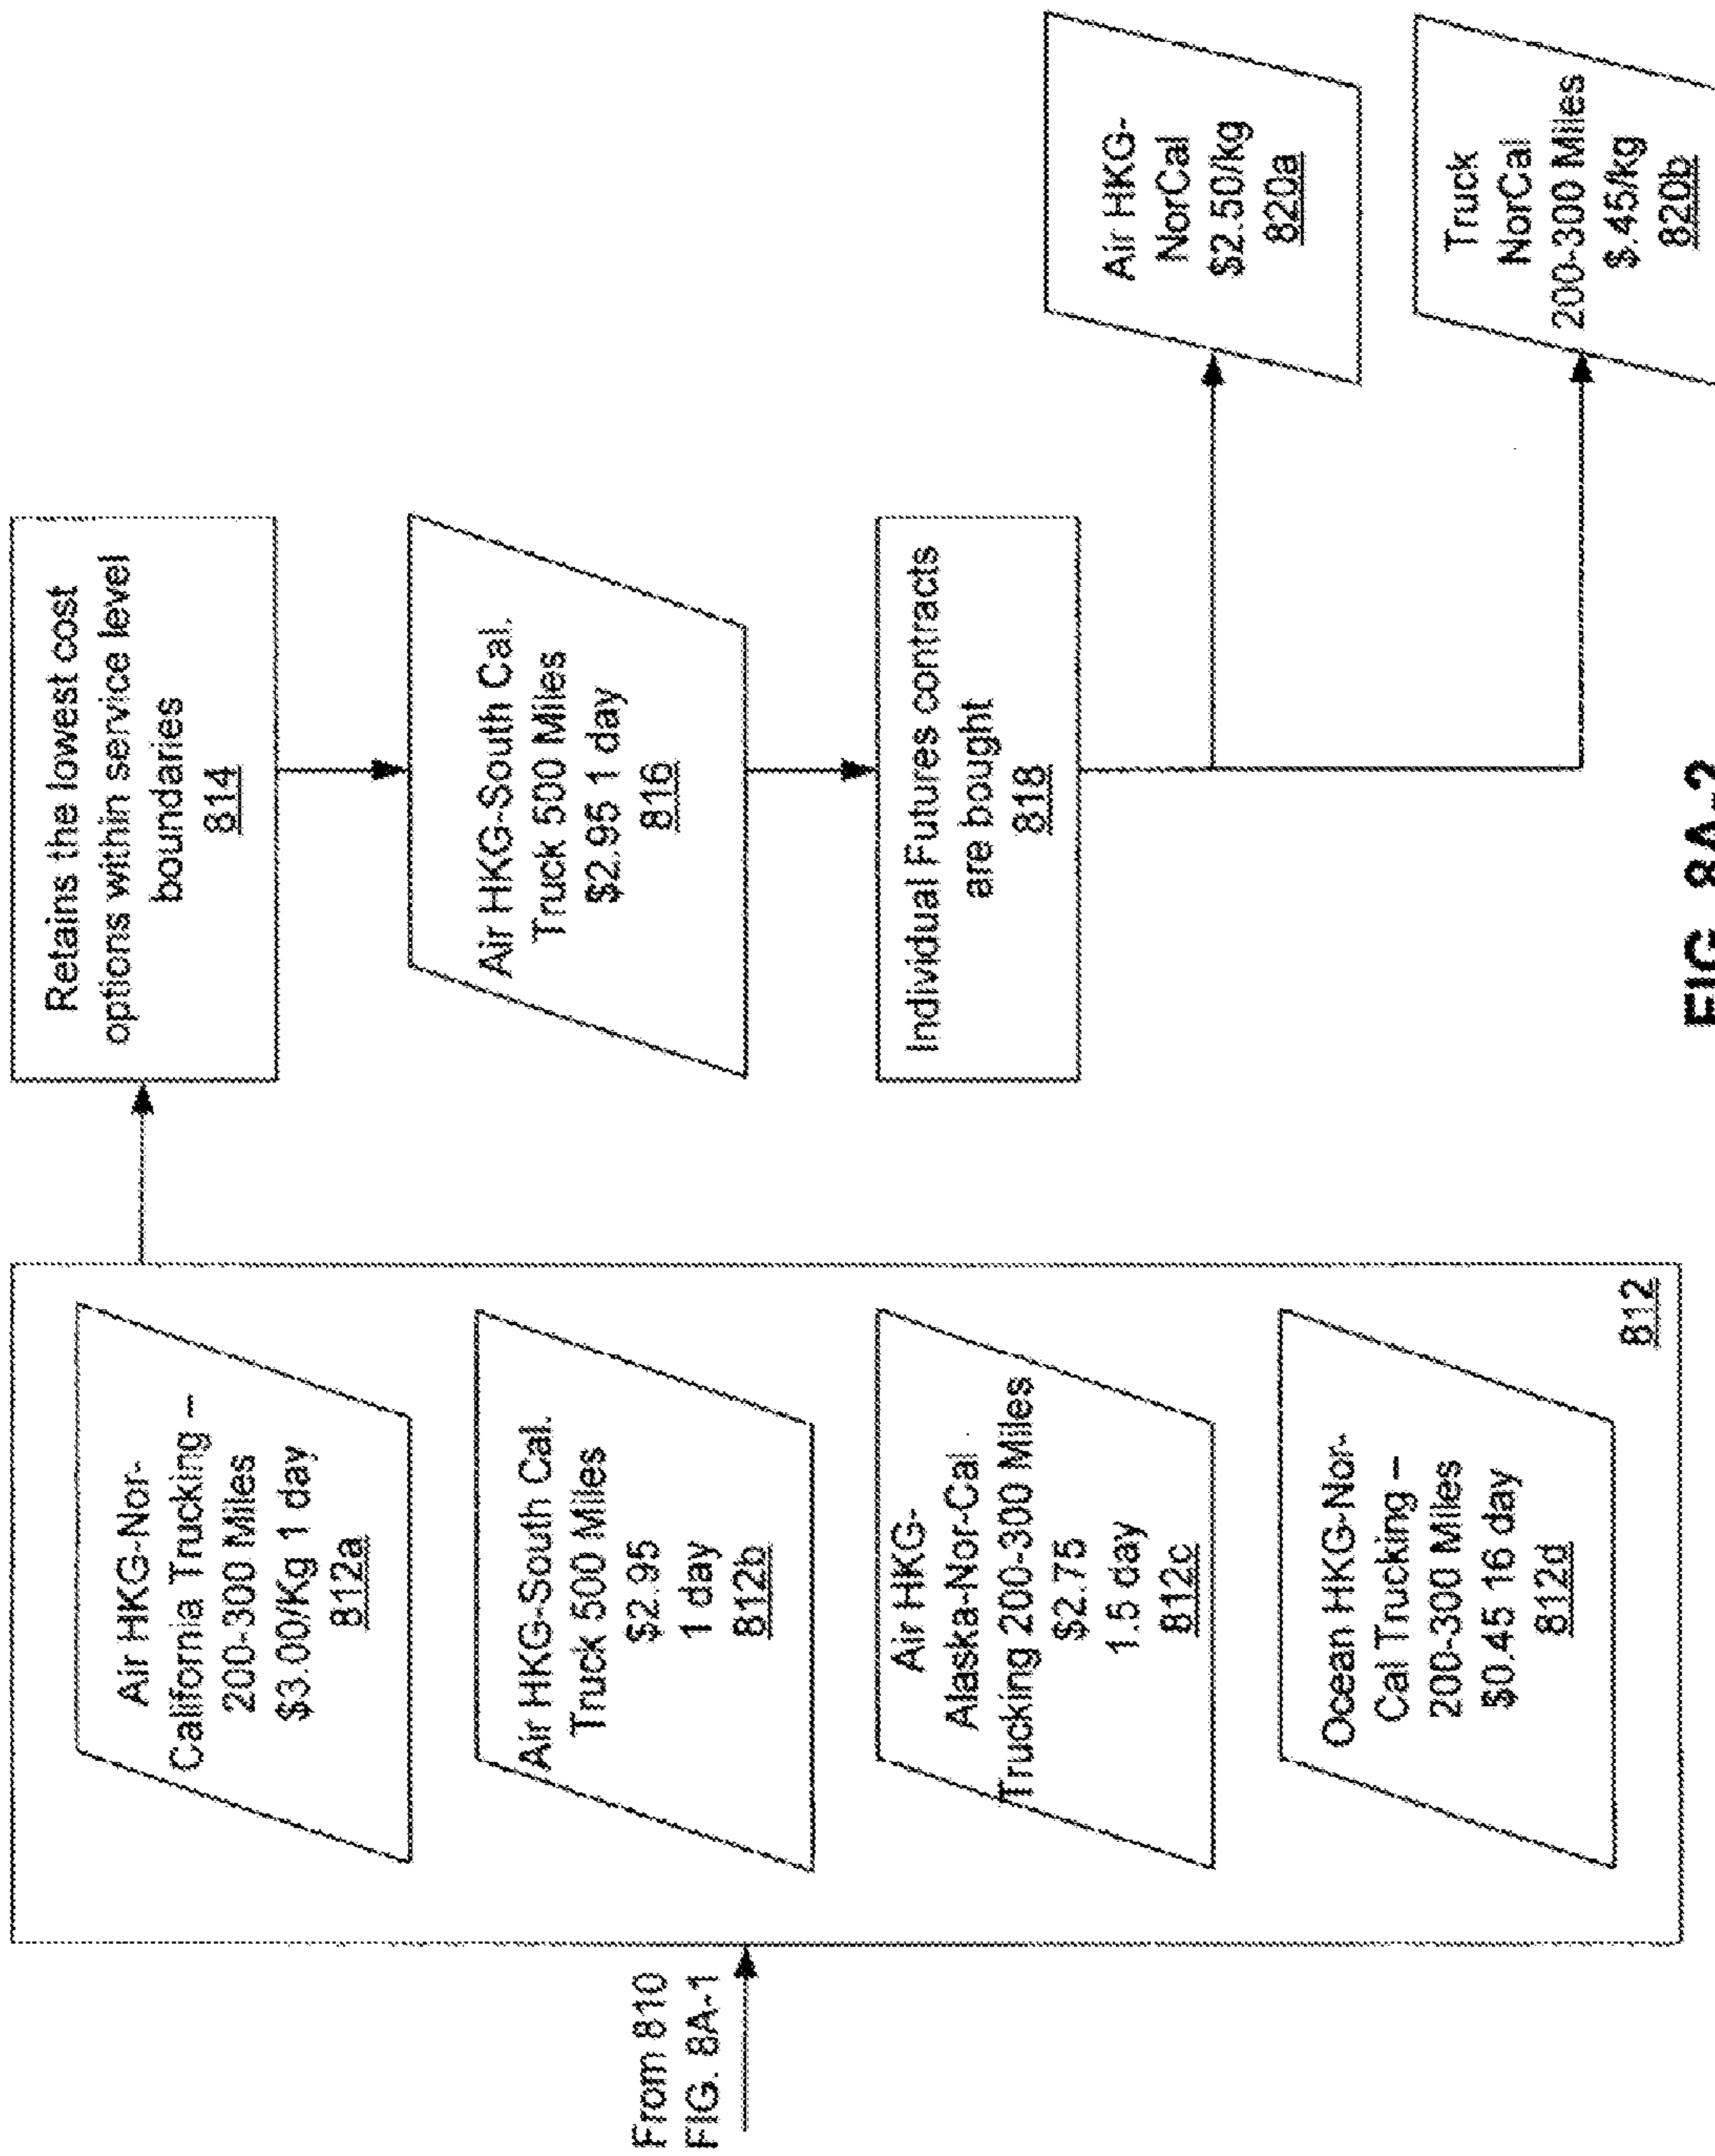 From 810
FIG. 8A-1
Air HKG-Nor-
California Trucking –
200-300 Miles
$3.00/Kg 1 day
812a
Air HKG-South Cal.
Truck 500 Miles
$2.95
1 day
812b
Air HKG-
Alaska-Nor-Cal
Trucking 200-300 Miles
$2.75
1.5 day
812c
Ocean HKG-Nor-
Cal Trucking –
200-300 Miles
$0.45 16 day
812d
812
Retains the lowest cost
options within service level
boundaries
814
Air HKG-South Cal.
Truck 500 Miles
$2.95 1 day
816
Individual Futures contracts
are bought
818
Air HKG-
NorCal
$2.50/kg
820a
Truck
NorCal
200-300 Miles
$.45/kg
820b
FIG. 8A-2